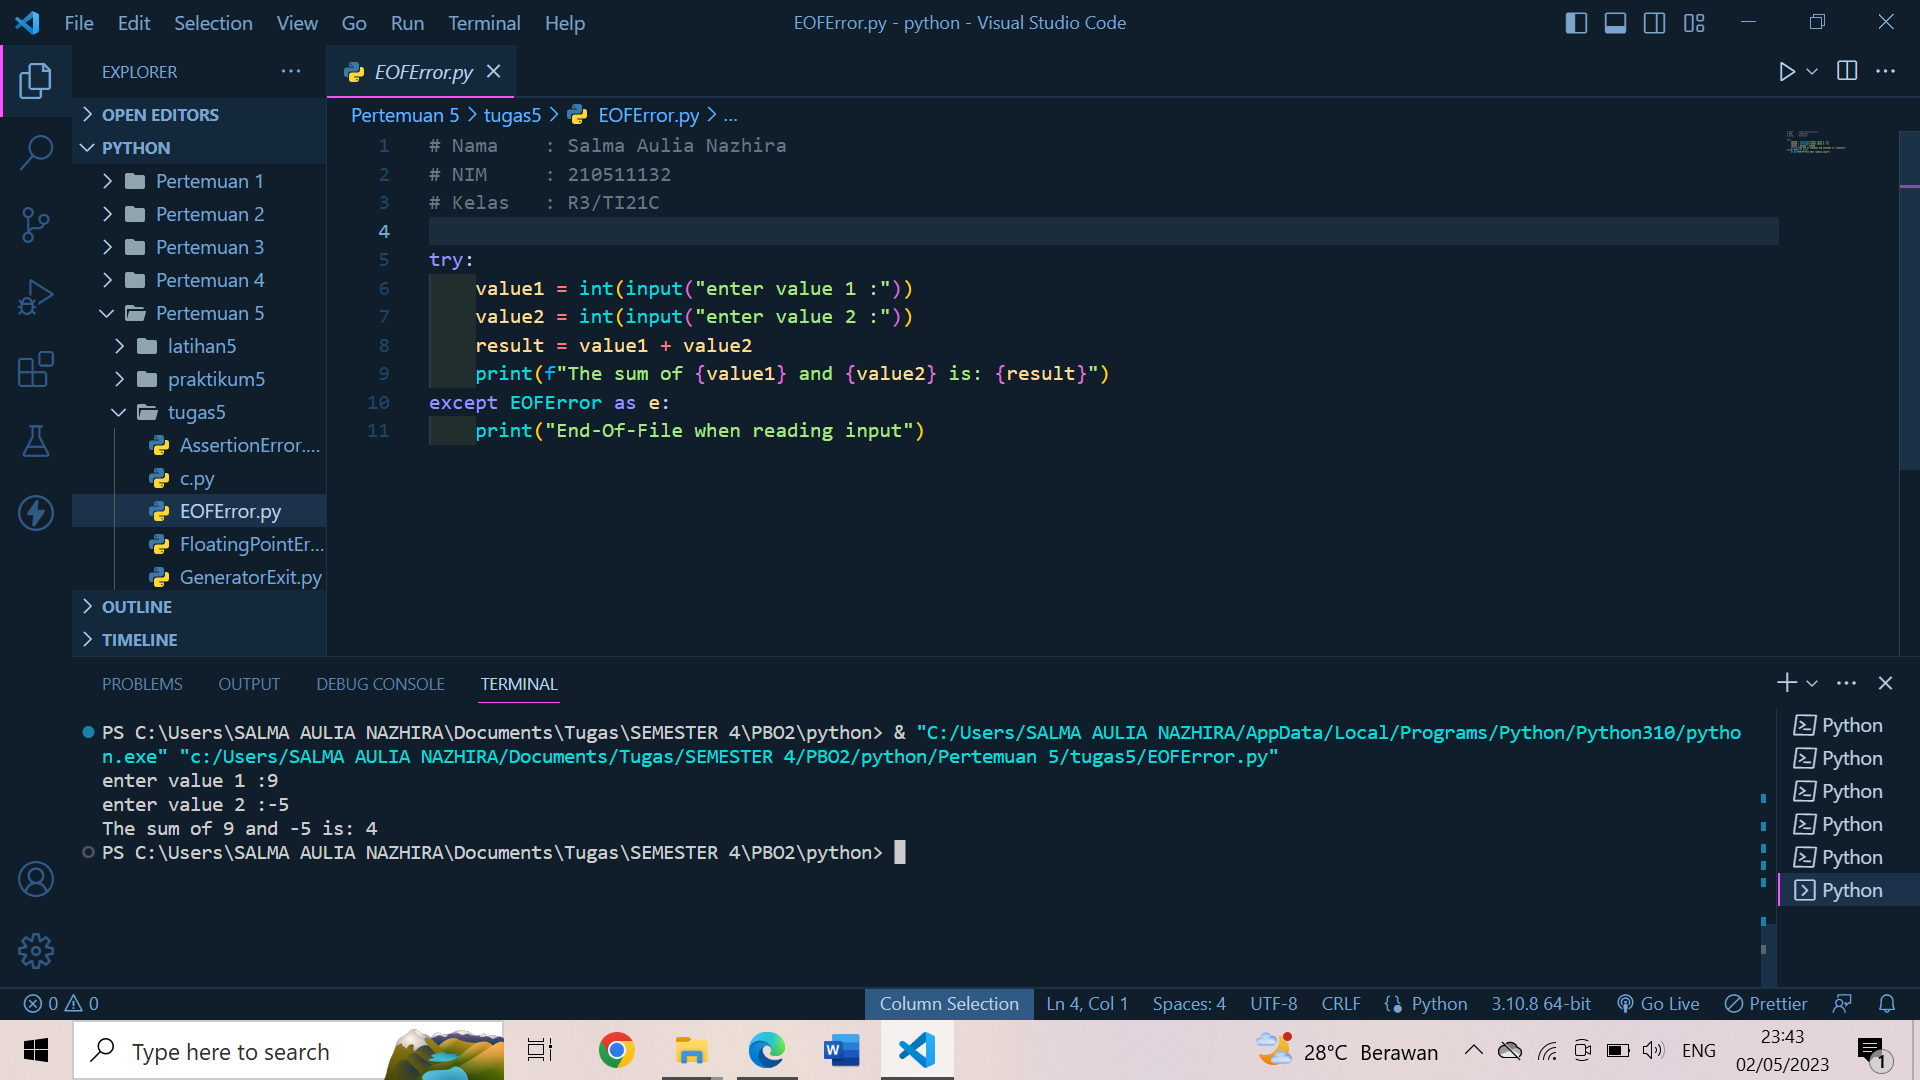 File Edit Selection View Go Run Terminal Help
EOFError.py - python - Visual Studio Code
EXPLORER
OPEN EDITORS
PYTHON
Pertemuan 1
Pertemuan 2
Pertemuan 3
Pertemuan 4
Pertemuan 5
latihan5
praktikum5
tugas5
AssertionError....
c.py
EOFError.py
FloatingPointEr...
GeneratorExit.py
OUTLINE
TIMELINE
EOFError.py
Pertemuan 5 > tugas5 > EOFError.py > ...
1 # Nama    : Salma Aulia Nazhira
2 # NIM     : 210511132
3 # Kelas   : R3/TI21C
4
5 try:
6     value1 = int(input("enter value 1 :"))
7     value2 = int(input("enter value 2 :"))
8     result = value1 + value2
9     print(f"The sum of {value1} and {value2} is: {result}")
10 except EOFError as e:
11     print("End-Of-File when reading input")
PROBLEMS OUTPUT DEBUG CONSOLE TERMINAL
PS C:\Users\SALMA AULIA NAZHIRA\Documents\Tugas\SEMESTER 4\PBO2\python> & "C:/Users/SALMA AULIA NAZHIRA/AppData/Local/Programs/Python/Python310/pytho
n.exe" "c:/Users/SALMA AULIA NAZHIRA/Documents/Tugas/SEMESTER 4/PBO2/python/Pertemuan 5/tugas5/EOFError.py"
enter value 1 :9
enter value 2 :-5
The sum of 9 and -5 is: 4
PS C:\Users\SALMA AULIA NAZHIRA\Documents\Tugas\SEMESTER 4\PBO2\python>
Python
Python
Python
Python
Python
Python
0 0
Column Selection Ln 4, Col 1 Spaces: 4 UTF-8 CRLF Python 3.10.8 64-bit Go Live Prettier
Type here to search
28°C Berawan
ENG
23:43
02/05/2023
1